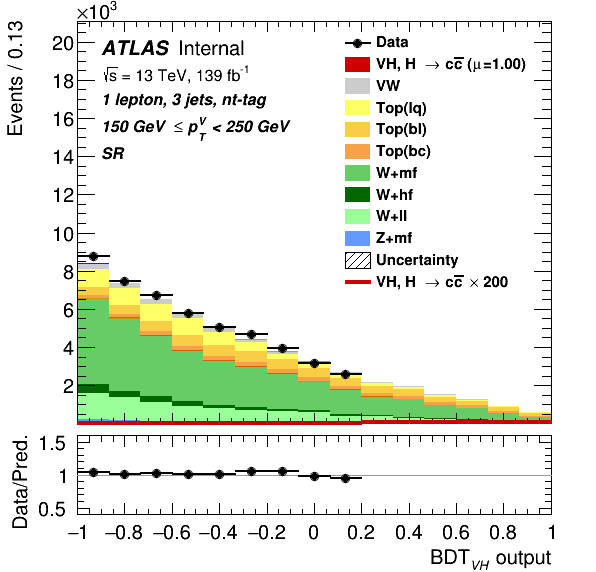 ×10³
Events / 0.13
20
18
16
14
12
10
8
6
4
2
ATLAS Internal
√s = 13 TeV, 139 fb⁻¹
1 lepton, 3 jets, nt-tag
150 GeV ≤ p_T^V < 250 GeV
SR
Data
VH, H → cc̅ (μ=1.00)
VW
Top(lq)
Top(bl)
Top(bc)
W+mf
W+hf
W+ll
Z+mf
Uncertainty
VH, H → cc̅ × 200
Data/Pred.
1.5
1
0.5
−1 −0.8 −0.6 −0.4 −0.2 0 0.2 0.4 0.6 0.8 1
BDT_VH output